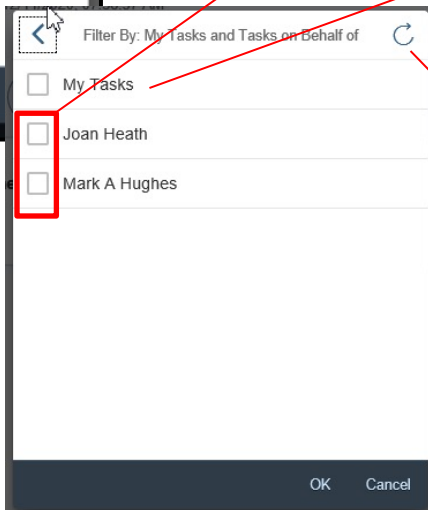 Filter By: My Tasks and Tasks on Behalf of
My Tasks
Joan Heath
Mark A Hughes
OK Cancel